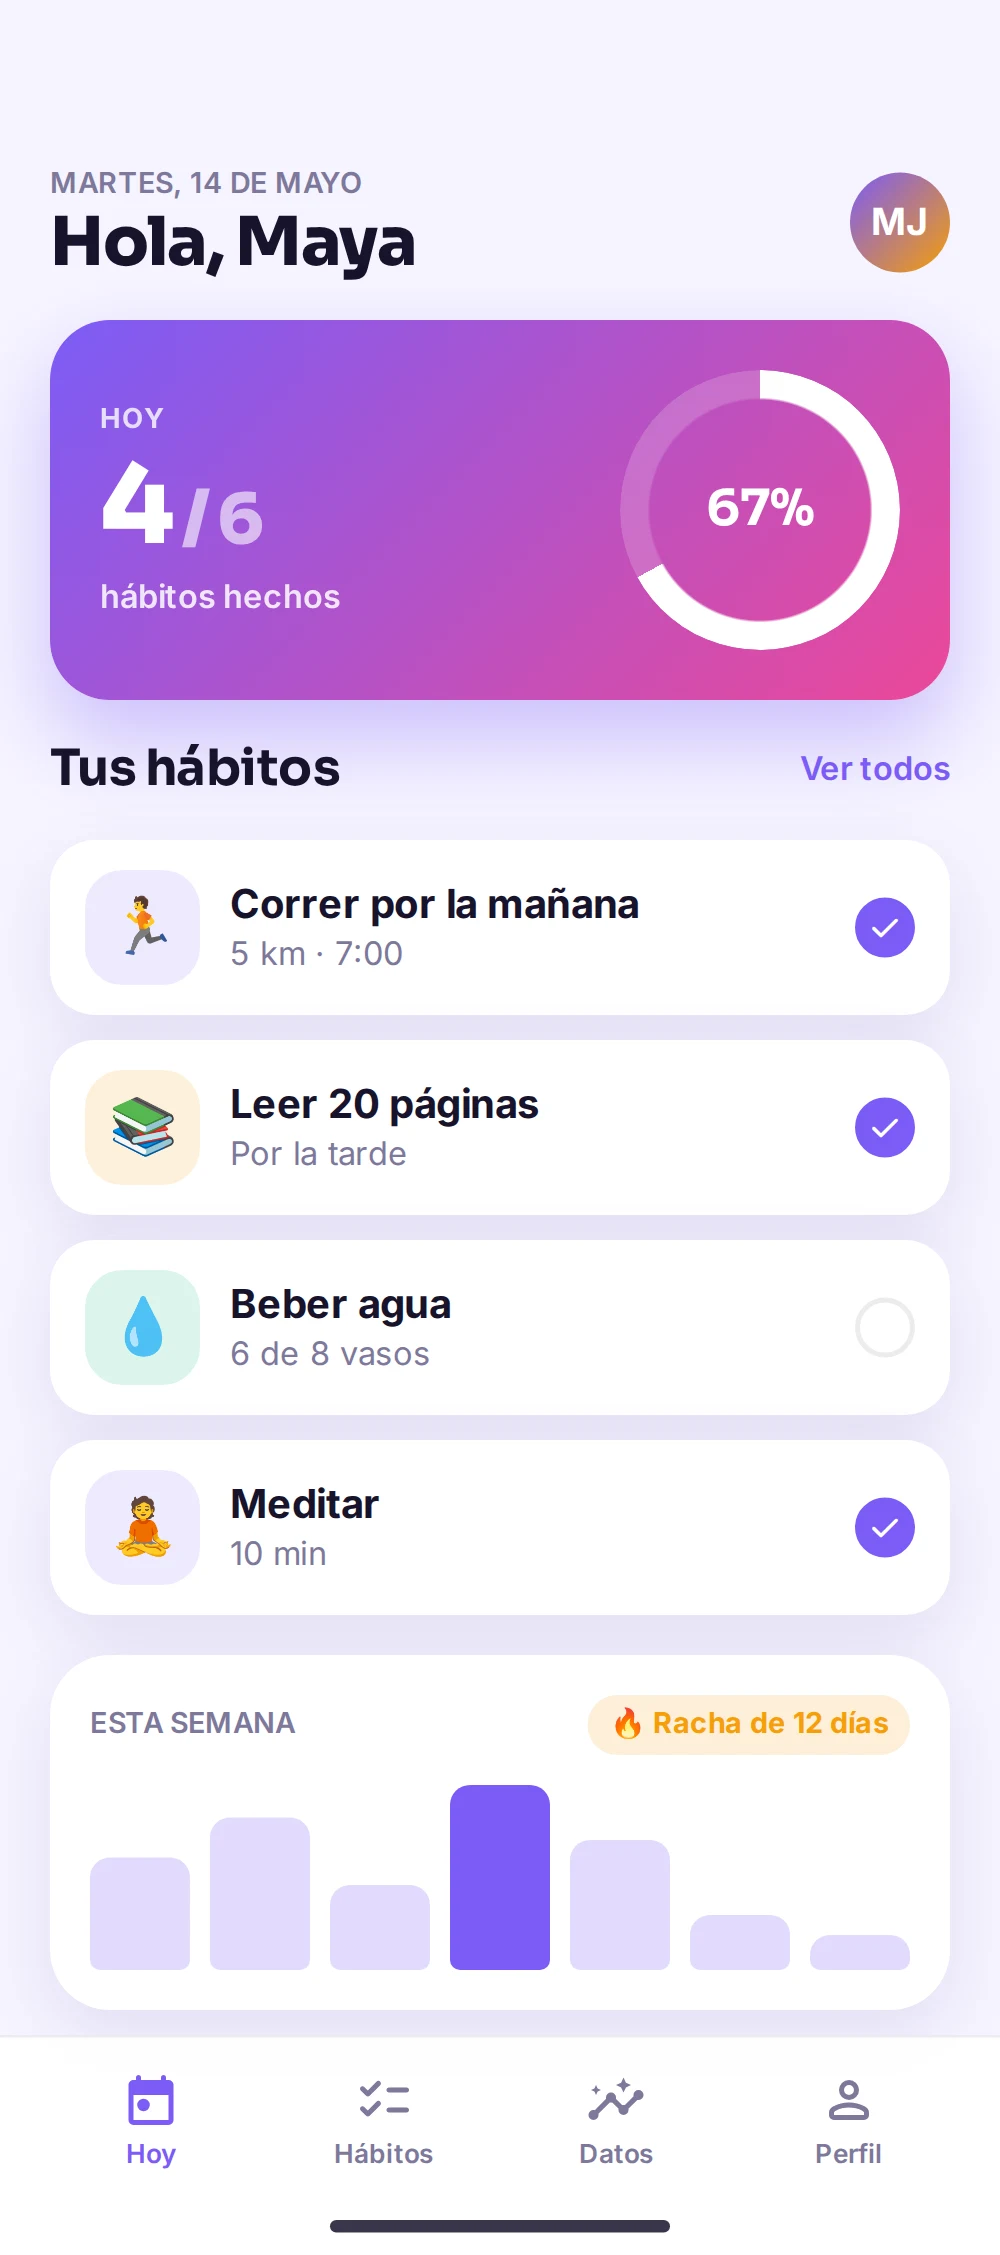 MARTES, 14 DE MAYO
Hola, Maya
MJ
HOY
4/6
hábitos hechos
67%
Tus hábitos
Ver todos
Correr por la mañana
5 km · 7:00
Leer 20 páginas
Por la tarde
Beber agua
6 de 8 vasos
Meditar
10 min
ESTA SEMANA
🔥 Racha de 12 días
Hoy
Hábitos
Datos
Perfil